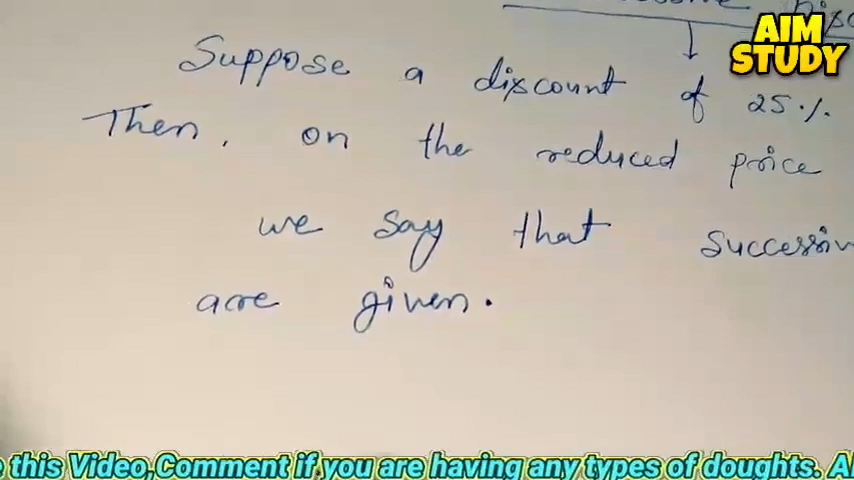 AIM
STUDY
Suppose a discount of 25%.
Then, on the reduced price
we say that
are given.
this Video,Comment if you are having any types of doughts.